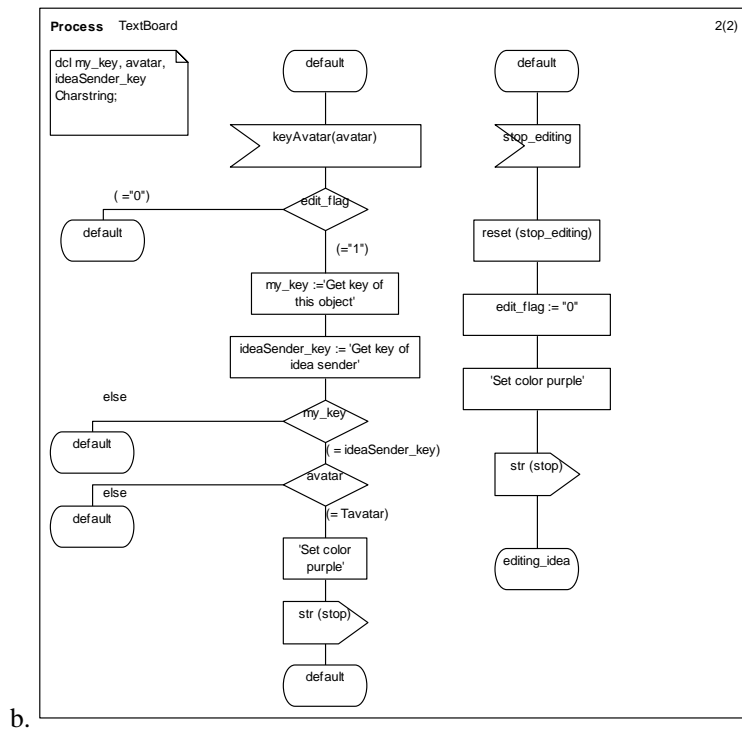 Process TextBoard
2(2)
dcl my_key, avatar,
ideaSender_key
Charstring;
default
keyAvatar(avatar)
edit_flag
( ="0")
default
(="1")
my_key :='Get key of
this object'
ideaSender_key := 'Get key of
idea sender'
else
my_key
default
( = ideaSender_key)
avatar
else
default
(= Tavatar)
'Set color
purple'
str (stop)
default
default
stop_editing
reset (stop_editing)
edit_flag := "0"
'Set color purple'
str (stop)
editing_idea
b.